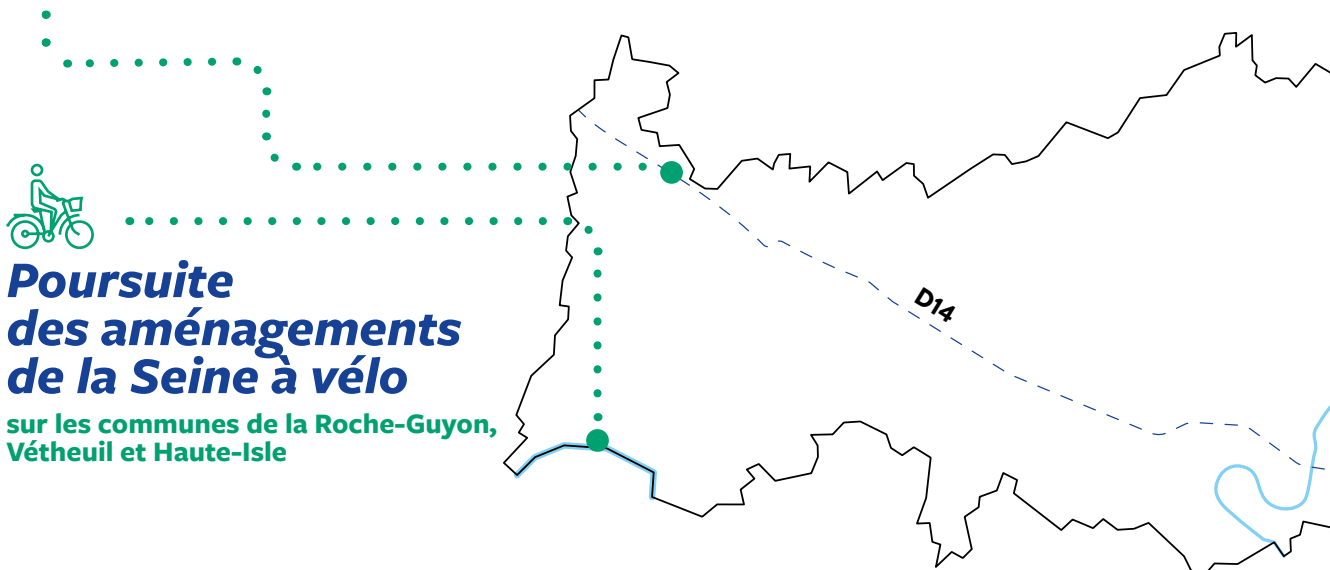 Poursuite
des aménagements
de la Seine à vélo
sur les communes de la Roche-Guyon,
Vétheuil et Haute-Isle
D14